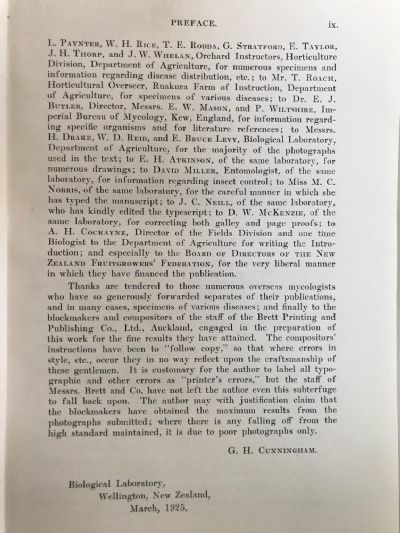 PREFACE. ix.
L. Paynter, W. H. Rice, T. E. Rodda, G. Stratford, E. Taylor,
J. H. Thorp, and J. W. Whelan, Orchard Instructors, Horticulture
Division, Department of Agriculture, for numerous specimens and
information regarding disease distribution, etc.; to Mr. T. Roach,
Horticultural Overseer, Ruakura Farm of Instruction, Department
of Agriculture, for specimens of various diseases; to Dr. E. J.
Butler, Director, Messrs. E. W. Mason, and P. Wiltshire, Im-
perial Bureau of Mycology, Kew, England, for information regard-
ing specific organisms and for literature references; to Messrs.
H. Drake, W. D. Reid, and E. Bruce Levy, Biological Laboratory,
Department of Agriculture, for the majority of the photographs
used in the text; to E. H. Atkinson, of the same laboratory, for
numerous drawings; to David Miller, Entomologist, of the same
laboratory, for information regarding insect control; to Miss M. C.
Norris, of the same laboratory, for the careful manner in which she
has typed the manuscript; to J. C. Neill, of the same laboratory,
who has kindly edited the typescript; to D. W. McKenzie, of the
same laboratory, for correcting both galley and page proofs; to
A. H. Cockayne, Director of the Fields Division and one time
Biologist to the Department of Agriculture for writing the Intro-
duction; and especially to the Board of Directors of the New
Zealand Fruitgrowers' Federation, for the very liberal manner
in which they have financed the publication.
Thanks are tendered to those numerous overseas mycologists
who have so generously forwarded separates of their publications,
and in many cases, specimens of various diseases; and finally to the
blockmakers and compositors of the staff of the Brett Printing and
Publishing Co., Ltd., Auckland, engaged in the preparation of
this work for the fine results they have attained. The compositors'
instructions have been to "follow copy," so that where errors in
style, etc., occur they in no way reflect upon the craftsmanship
of these gentlemen. It is customary for the author to label all typo-
graphic and other errors as "printer's errors," but the staff of
Messrs. Brett and Co. have not left the author even this subterfuge
to fall back upon. The author may with justification claim that
the blockmakers have obtained the maximum results from the
photographs submitted; where there is any falling off from the
high standard maintained, it is due to poor photographs only.
G. H. Cunningham.
Biological Laboratory,
Wellington, New Zealand,
March, 1925.